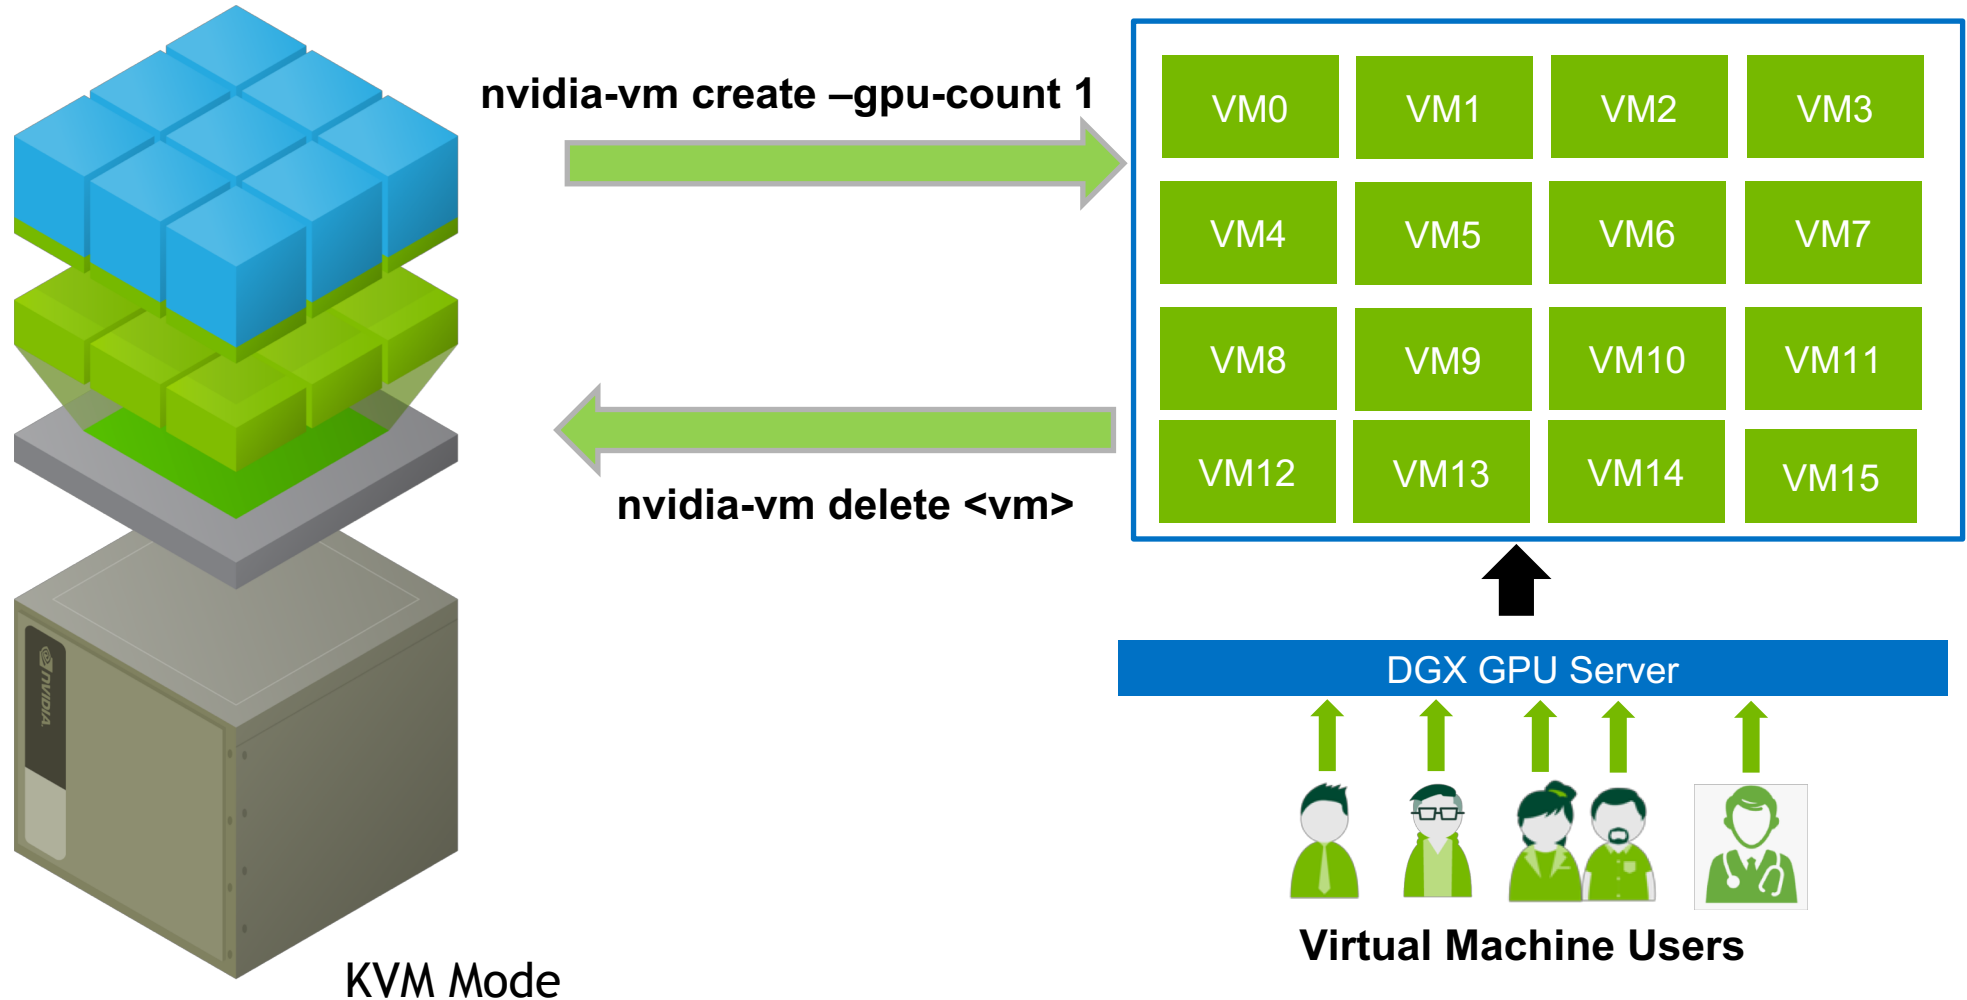 nvidia-vm create –gpu-count 1
VM0 VM1 VM2 VM3
VM4 VM5 VM6 VM7
VM8 VM9 VM10 VM11
VM12 VM13 VM14 VM15
nvidia-vm delete <vm>
DGX GPU Server
nVIDIA.
Virtual Machine Users
KVM Mode